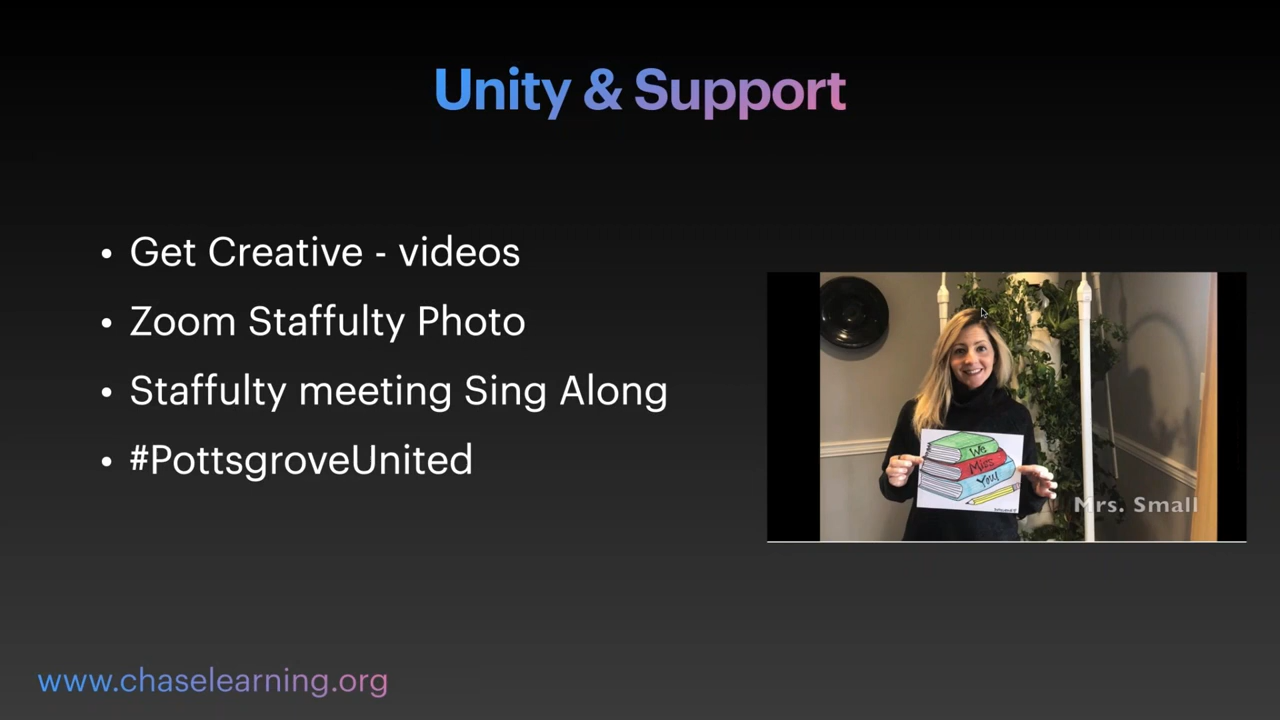 Unity & Support
• Get Creative - videos
• Zoom Staffulty Photo
• Staffulty meeting Sing Along
• #PottsgroveUnited
We
Miss
You!
Mrs. Small
www.chaselearning.org